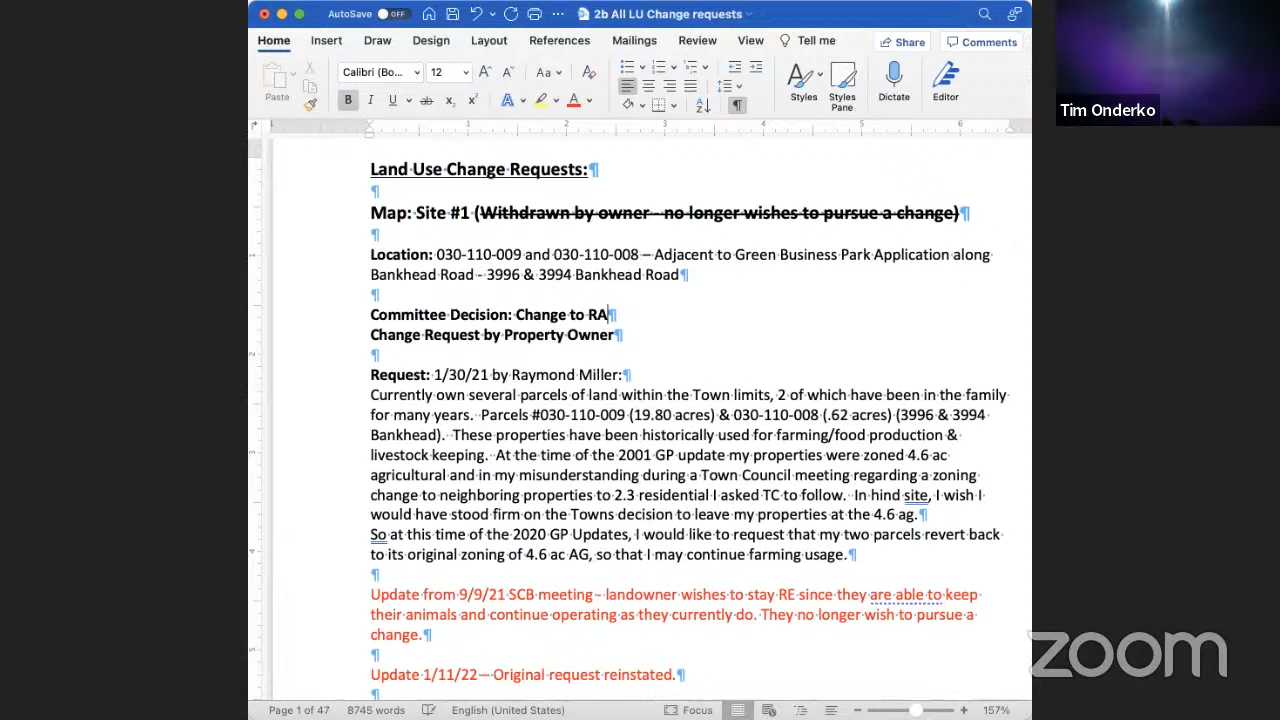 AutoSave OFF 2b All LU Change requests
Home Insert Draw Design Layout References Mailings Review View Tell me Share Comments
Paste Calibri (Bo... 12 Styles Styles Pane Dictate Editor
Tim Onderko
Land Use Change Requests:¶
¶
Map: Site #1 (Withdrawn by owner - no longer wishes to pursue a change)¶
¶
Location: 030-110-009 and 030-110-008 – Adjacent to Green Business Park Application along
Bankhead Road - 3996 & 3994 Bankhead Road¶
¶
Committee Decision: Change to RA¶
Change Request by Property Owner¶
¶
Request: 1/30/21 by Raymond Miller:¶
Currently own several parcels of land within the Town limits, 2 of which have been in the family
for many years. Parcels #030-110-009 (19.80 acres) & 030-110-008 (.62 acres) (3996 & 3994
Bankhead). These properties have been historically used for farming/food production &
livestock keeping. At the time of the 2001 GP update my properties were zoned 4.6 ac
agricultural and in my misunderstanding during a Town Council meeting regarding a zoning
change to neighboring properties to 2.3 residential I asked TC to follow. In hind site, I wish I
would have stood firm on the Towns decision to leave my properties at the 4.6 ag.¶
So at this time of the 2020 GP Updates, I would like to request that my two parcels revert back
to its original zoning of 4.6 ac AG, so that I may continue farming usage.¶
¶
Update from 9/9/21 SCB meeting - landowner wishes to stay RE since they are able to keep
their animals and continue operating as they currently do. They no longer wish to pursue a
change.¶
¶
Update 1/11/22 – Original request reinstated.¶
¶
zoom
Page 1 of 47 8745 words English (United States) Focus 157%